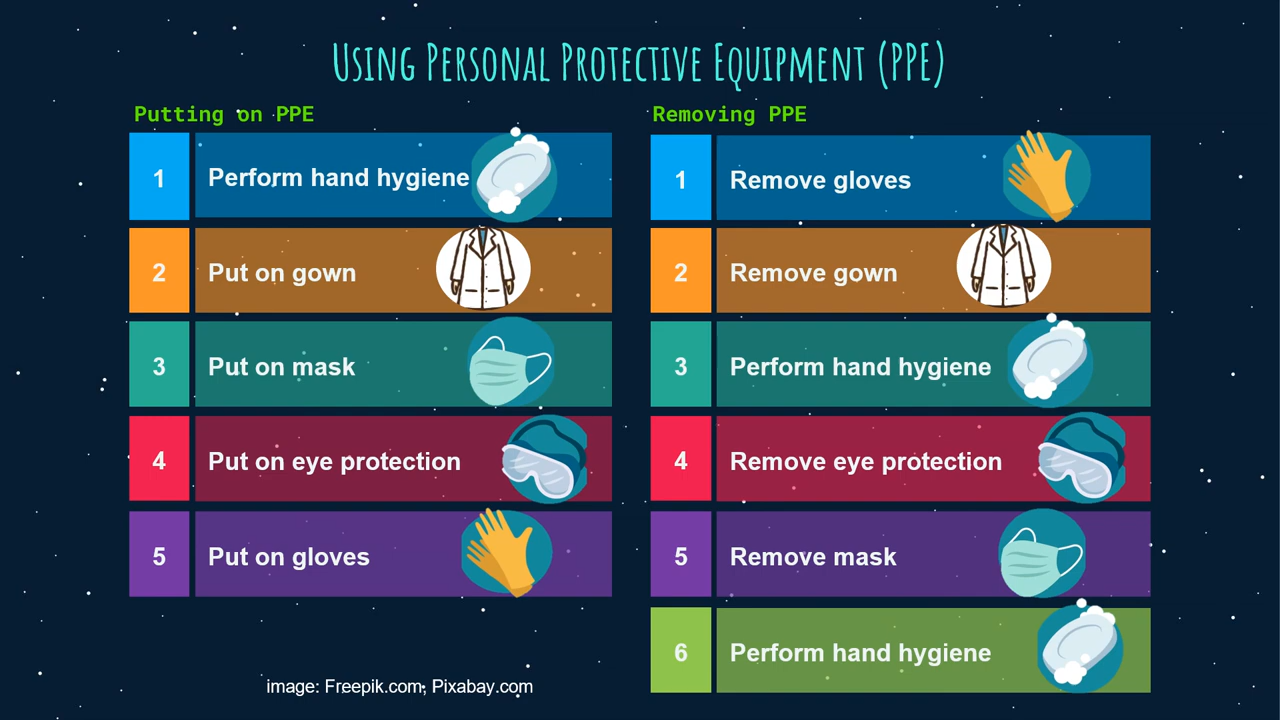 Using Personal Protective Equipment (PPE)
Putting on PPE
1 Perform hand hygiene
2 Put on gown
3 Put on mask
4 Put on eye protection
5 Put on gloves
Removing PPE
1 Remove gloves
2 Remove gown
3 Perform hand hygiene
4 Remove eye protection
5 Remove mask
6 Perform hand hygiene
image: Freepik.com, Pixabay.com